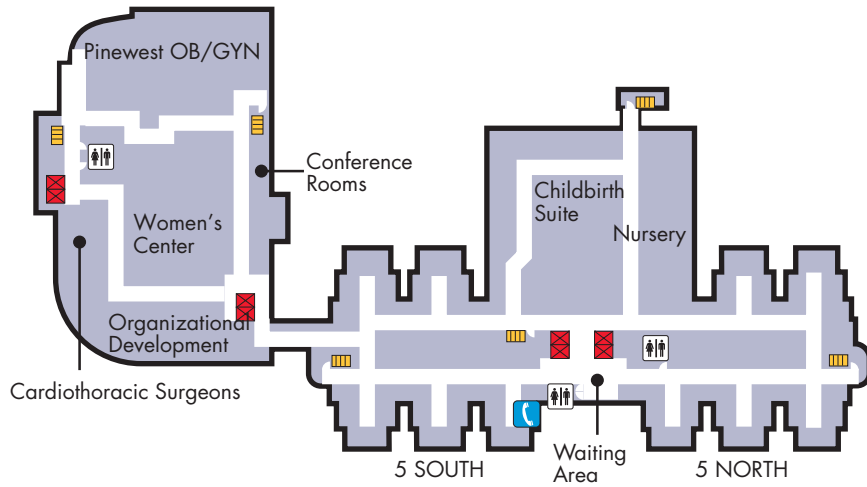 Pinewest OB/GYN
Conference
Rooms
Childbirth
Suite
Women's
Center
Nursery
Organizational
Development
Cardiothoracic Surgeons
Waiting
Area
5 SOUTH
5 NORTH